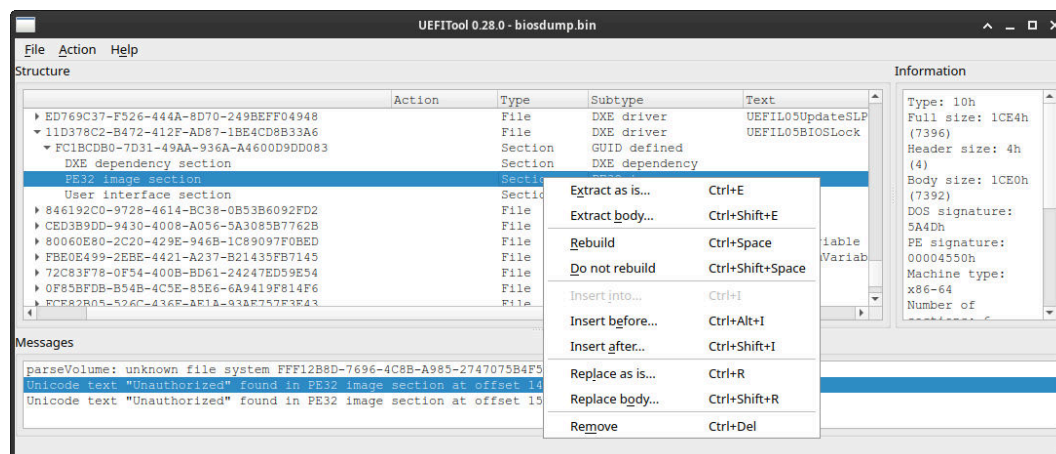 UEFITool 0.28.0 - biosdump.bin
File Action Help
Structure
Information
Action Type Subtype Text
ED769C37-F526-444A-8D70-249BEFF04948 File DXE driver UEFIL05UpdateSLP
11D378C2-B472-412F-AD87-1BE4CD8B33A6 File DXE driver UEFIL05BIOSLock
FC1BCDB0-7D31-49AA-936A-A4600D9DD083 Section GUID defined
DXE dependency section Section DXE dependency
PE32 image section
User interface section
846192C0-9728-4614-BC38-0B53B6092FD2 File
CED3B9DD-9430-4008-A056-5A3085B7762B File
80060E80-2C20-429E-946B-1C89097F0BED File
FBE0E499-2EBE-4421-A237-B21435FB7145 File
72C83F78-0F54-400B-BD61-24247ED59E54 File
0F85BFDB-B54B-4C5E-85E6-6A9419F814F6 File
Type: 10h
Full size: 1CE4h
(7396)
Header size: 4h
(4)
Body size: 1CE0h
(7392)
DOS signature:
5A4Dh
PE signature:
00004550h
Machine type:
x86-64
Number of
Extract as is... Ctrl+E
Extract body... Ctrl+Shift+E
Rebuild Ctrl+Space
Do not rebuild Ctrl+Shift+Space
Insert into... Ctrl+I
Insert before... Ctrl+Alt+I
Insert after... Ctrl+Shift+I
Replace as is... Ctrl+R
Replace body... Ctrl+Shift+R
Remove Ctrl+Del
Messages
parseVolume: unknown file system FFF12B8D-7696-4C8B-A985-2747075B4F5
Unicode text "Unauthorized" found in PE32 image section at offset 14
Unicode text "Unauthorized" found in PE32 image section at offset 15